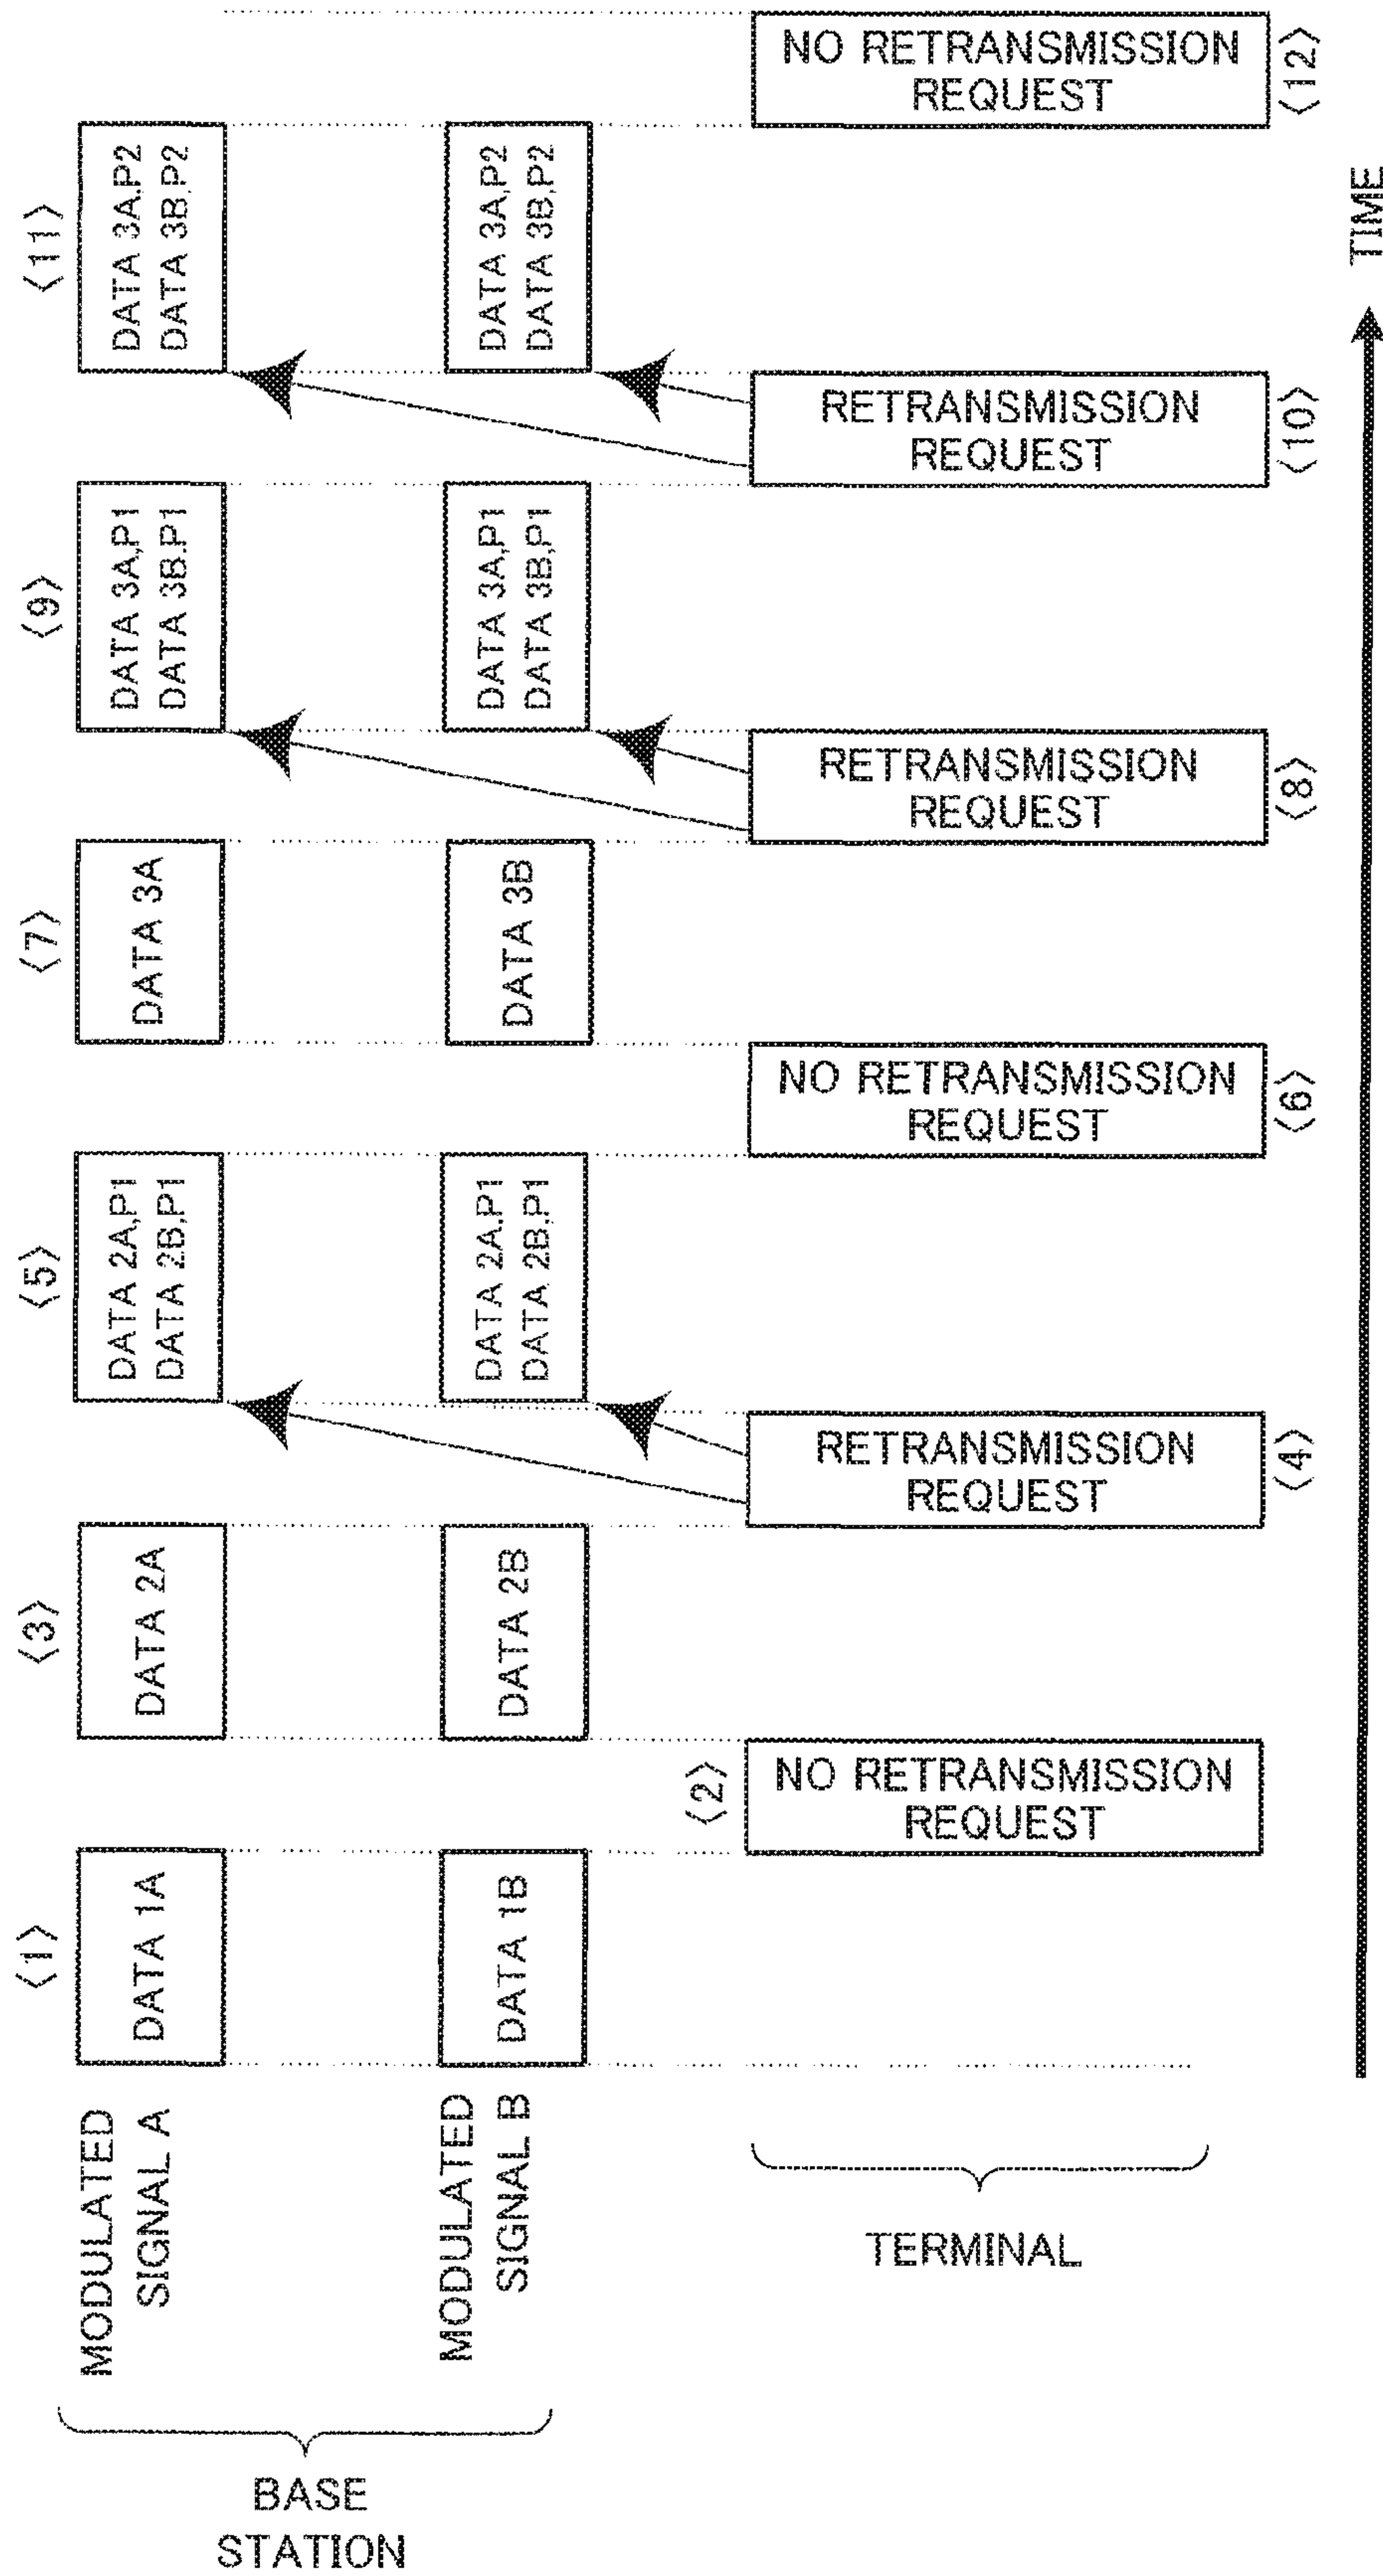 <12>
NO RETRANSMISSION
REQUEST
<11>
DATA 3A.P2
DATA 3B,P2
DATA 3A,P2
DATA 3B,P2
TIME
<10>
RETRANSMISSION
REQUEST
<9>
DATA 3A,P1
DATA 3B.P1
DATA 3A,P1
DATA 3B,P1
<8>
RETRANSMISSION
REQUEST
<7>
DATA 3A
DATA 3B
<6>
NO RETRANSMISSION
REQUEST
<5>
DATA 2A,P1
DATA 2B,P1
DATA 2A.P1
DATA 2B.P1
<4>
RETRANSMISSION
REQUEST
<3>
DATA 2A
DATA 2B
<2>
NO RETRANSMISSION
REQUEST
<1>
DATA 1A
DATA 1B
MODULATED
SIGNAL A
MODULATED
SIGNAL B
TERMINAL
BASE
STATION